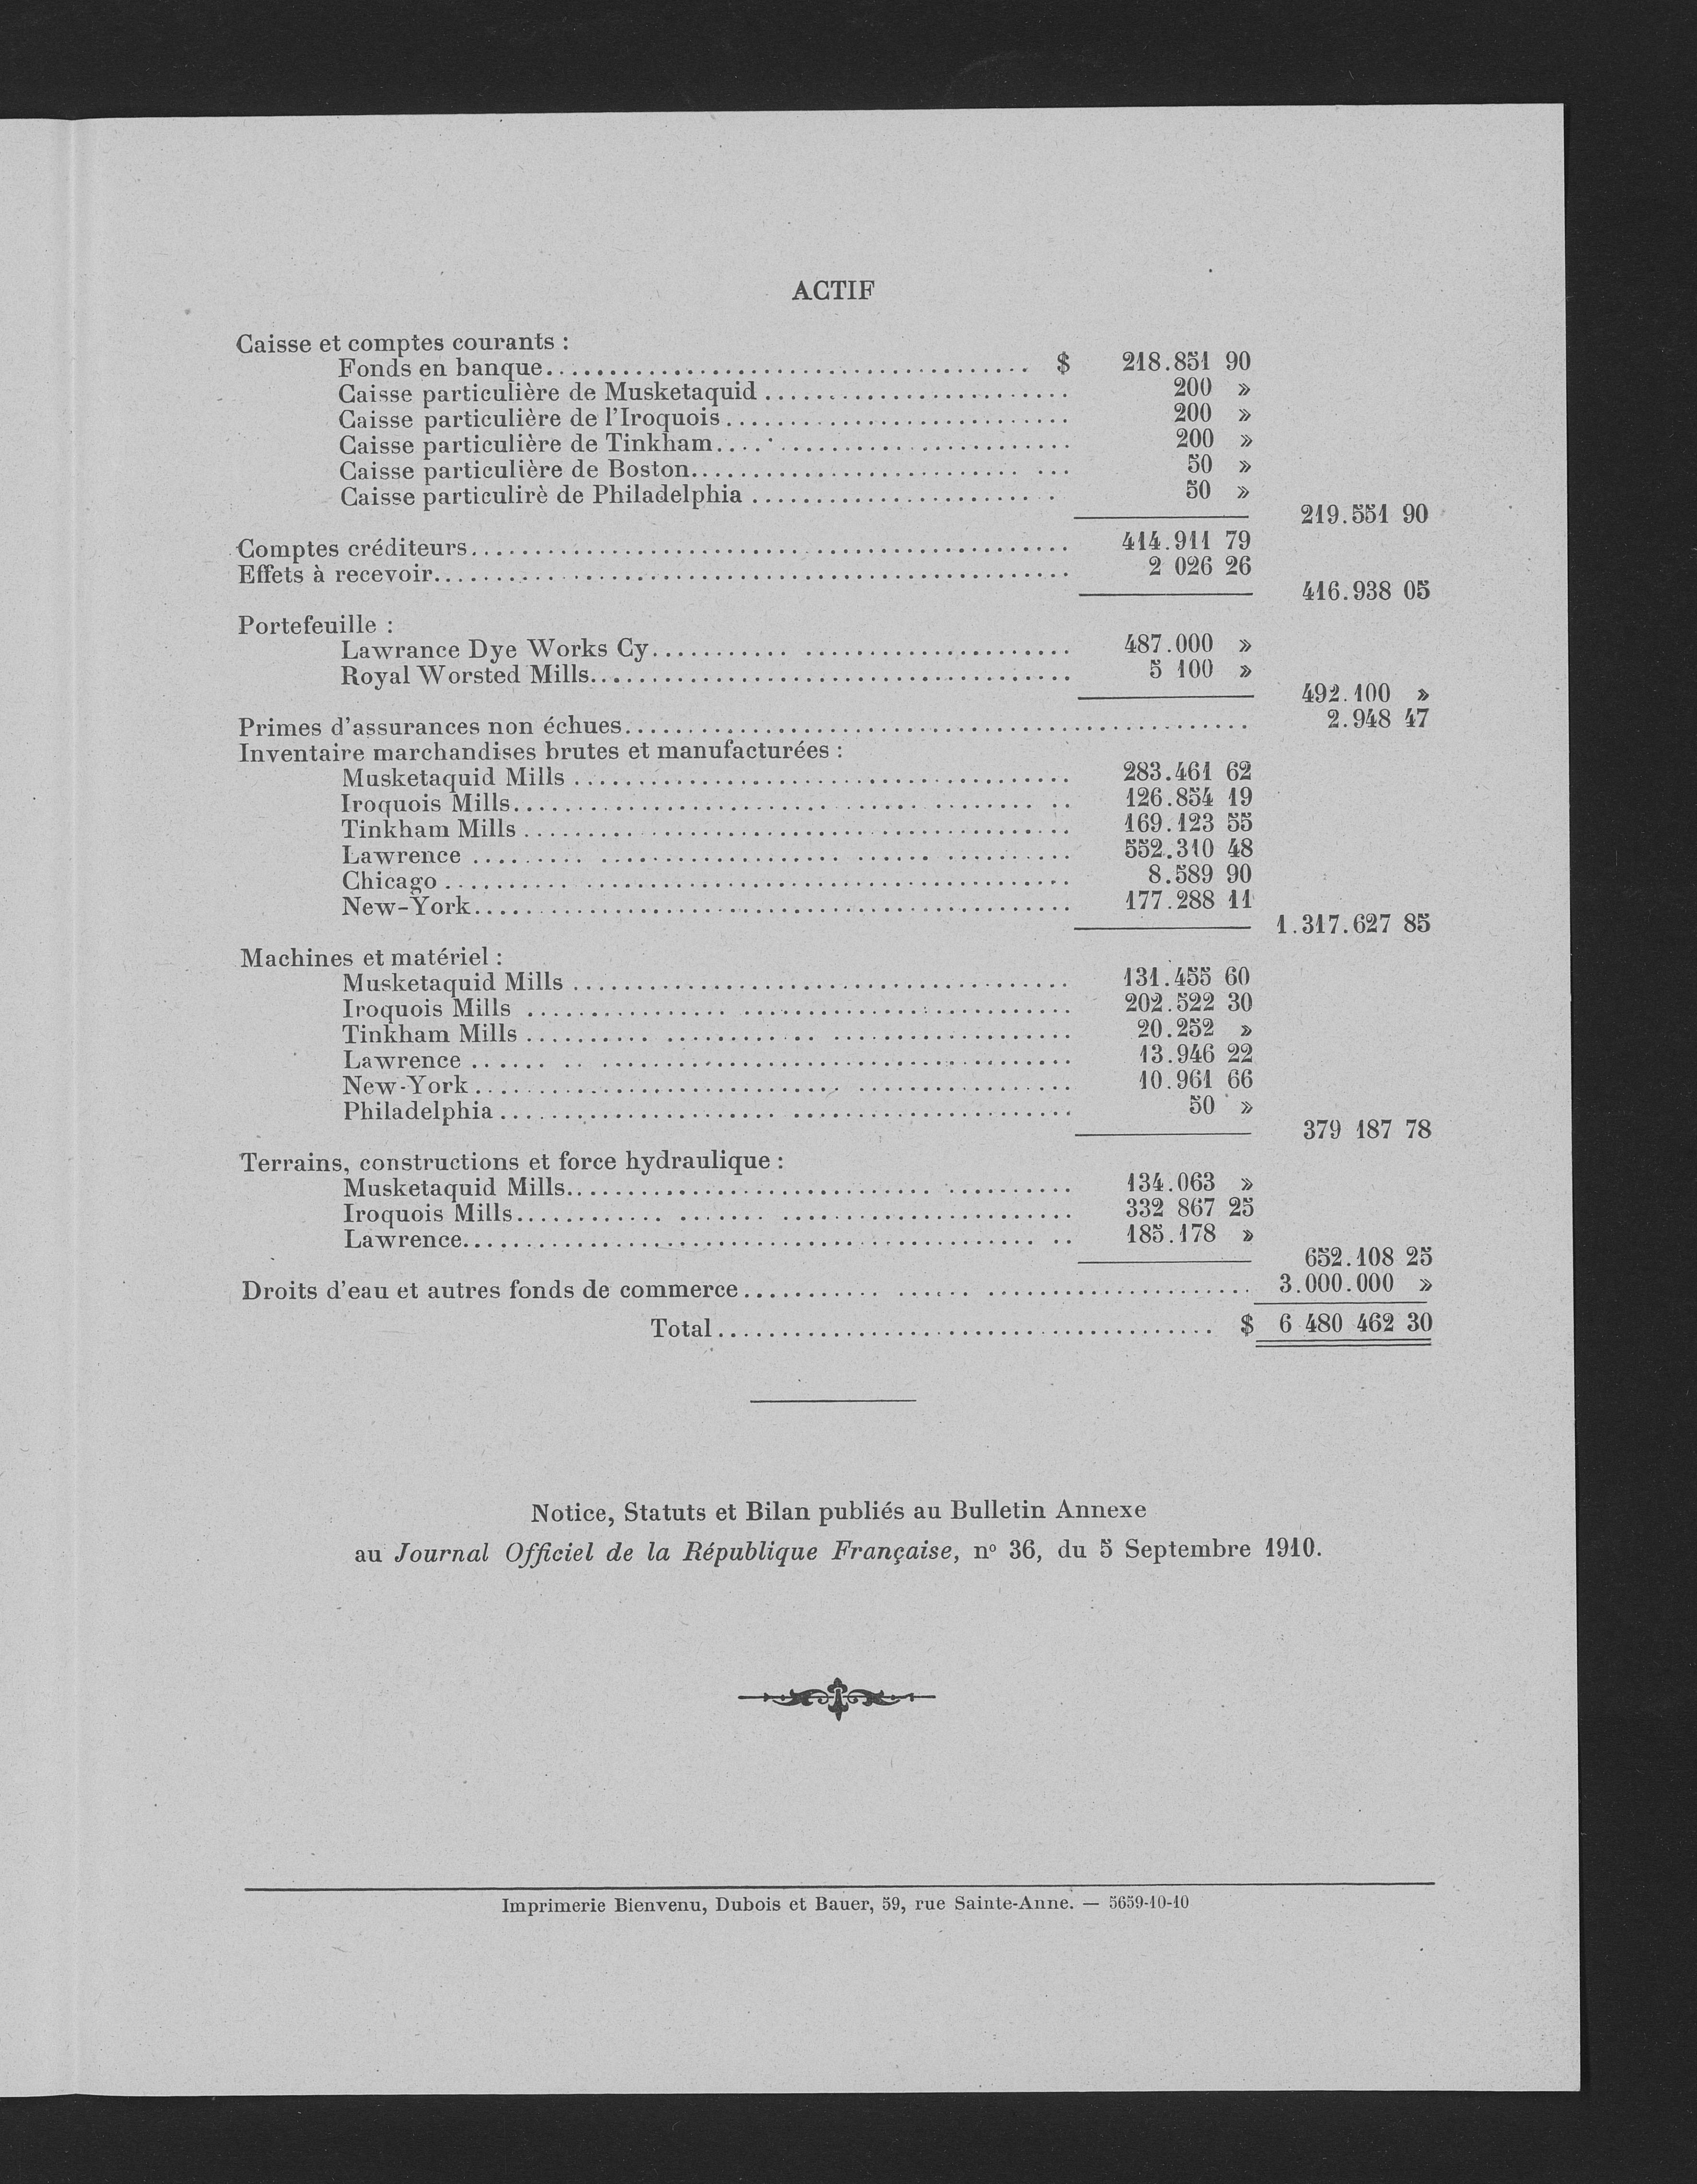 ACTIF
Caisse et comptes courants :
Fonds en banque...................................... $ 218.851 90
Caisse particulière de Musketaquid ........................ 200 »
Caisse particulière de l'Iroquois........................... 200 »
Caisse particulière de Tinkham........................... 200 »
Caisse particulière de Boston............................. 50 »
Caisse particulirè de Philadelphia ........................ 50 »
219.551 90
Comptes créditeurs............................................... 414.911 79
Effets à recevoir.................................................. 2 026 26
416.938 05
Portefeuille :
Lawrance Dye Works Cy................................ 487.000 »
Royal Worsted Mills..................................... 5 100 »
492.100 »
Primes d'assurances non échues................................................. 2.948 47
Inventaire marchandises brutes et manufacturées :
Musketaquid Mills ....................................... 283.461 62
Iroquois Mills........................................... 126.854 19
Tinkham Mills ........................................... 169.123 55
Lawrence ............................................... 552.310 48
Chicago ................................................. 8.589 90
New-York............................................... 177.288 11
1.317.627 85
Machines et matériel :
Musketaquid Mills ....................................... 131.455 60
Iroquois Mills .......................................... 202.522 30
Tinkham Mills .......................................... 20.252 »
Lawrence .............................................. 13.946 22
New-York.............................................. 10.961 66
Philadelphia ............................................ 50 »
379 187 78
Terrains, constructions et force hydraulique :
Musketaquid Mills....................................... 134.063 »
Iroquois Mills.......................................... 332 867 25
Lawrence............................................... 185.178 »
652.108 25
Droits d'eau et autres fonds de commerce...................................... 3.000.000 »
Total....................................... $ 6 480 462 30
Notice, Statuts et Bilan publiés au Bulletin Annexe
au Journal Officiel de la République Française, nº 36, du 5 Septembre 1910.
Imprimerie Bienvenu, Dubois et Bauer, 59, rue Sainte-Anne. — 5659-10-10